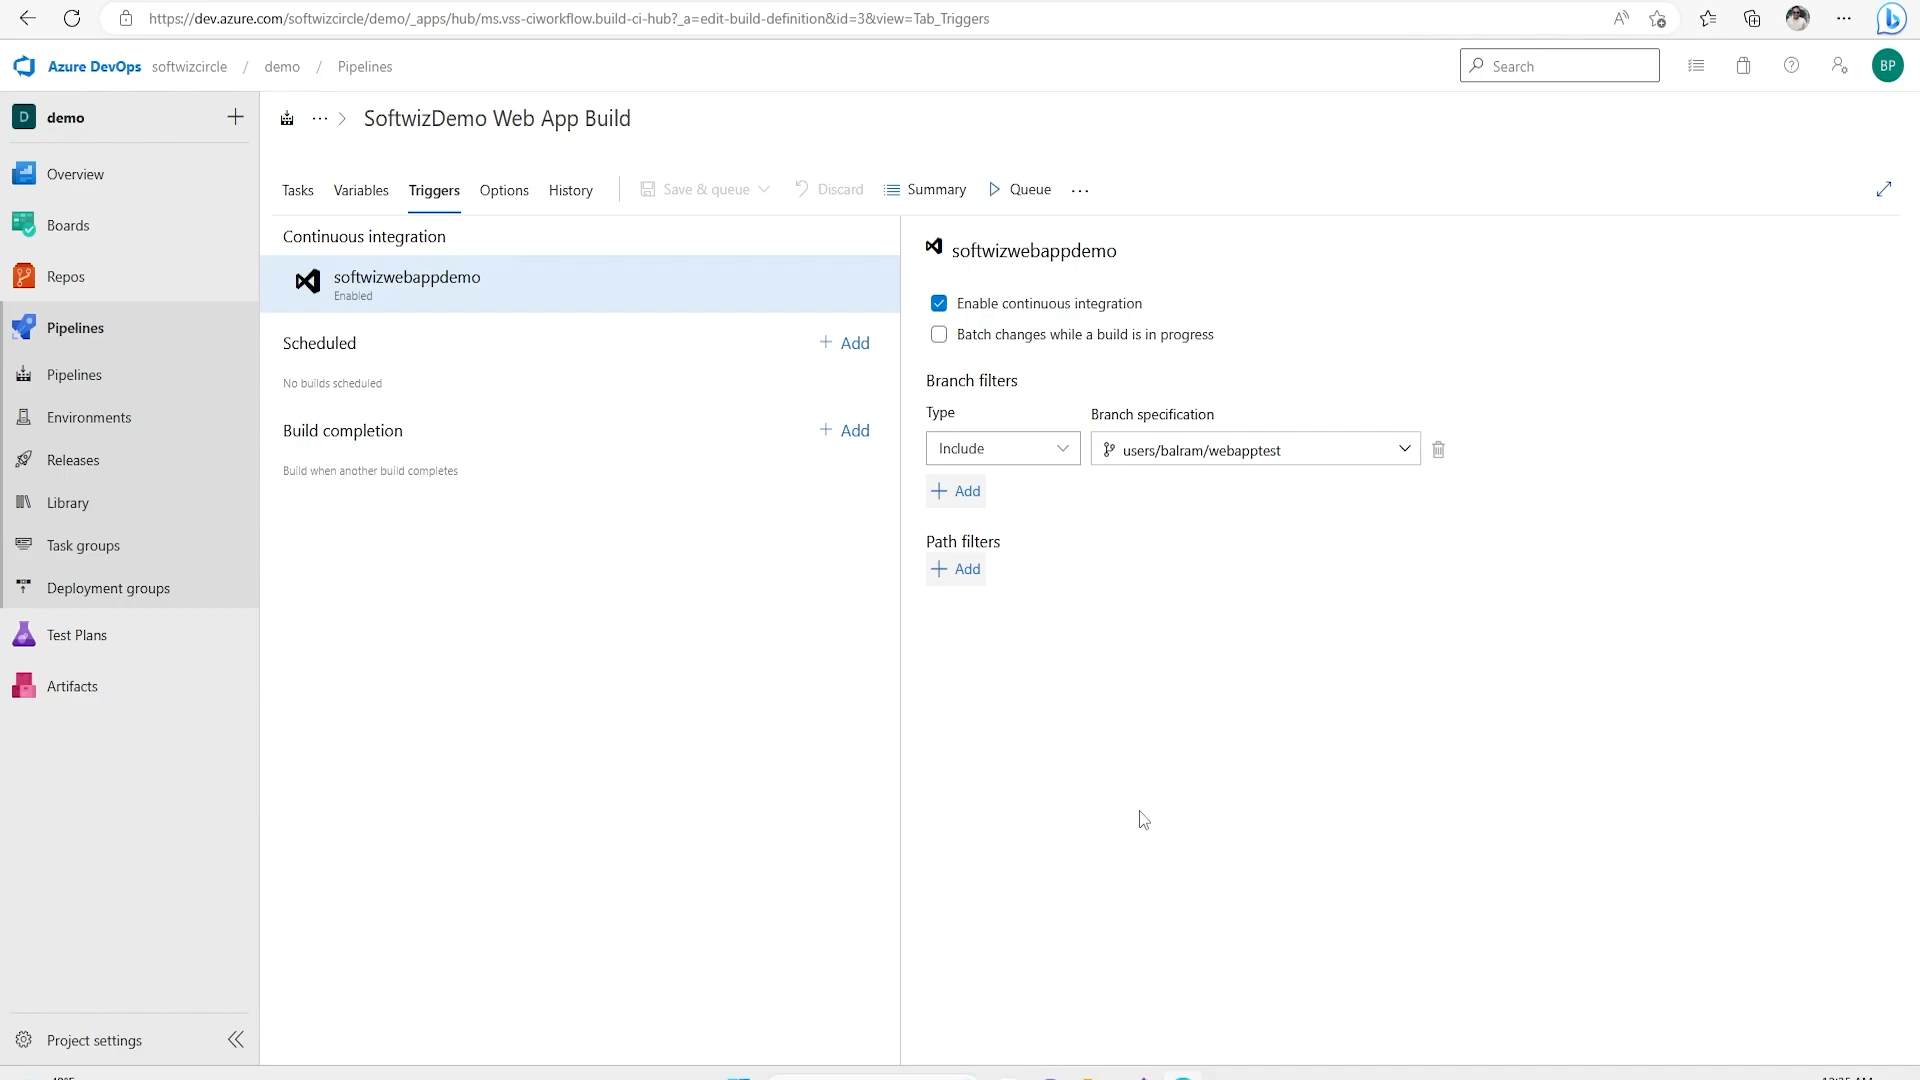 https://dev.azure.com/softwizcircle/demo/_apps/hub/ms.vss-ciworkflow.build-ci-hub?_a=edit-build-definition&id=3&view=Tab_Triggers
Azure DevOps softwizcircle / demo / Pipelines
Search
BP
D demo
SoftwizDemo Web App Build
Overview
Boards
Repos
Pipelines
Pipelines
Environments
Releases
Library
Task groups
Deployment groups
Test Plans
Artifacts
Project settings
Tasks Variables Triggers Options History Save & queue Discard Summary Queue
Continuous integration
softwizwebappdemo
Enabled
Scheduled
+ Add
No builds scheduled
Build completion
+ Add
Build when another build completes
softwizwebappdemo
Enable continuous integration
Batch changes while a build is in progress
Branch filters
Type Branch specification
Include users/balram/webapptest
+ Add
Path filters
+ Add